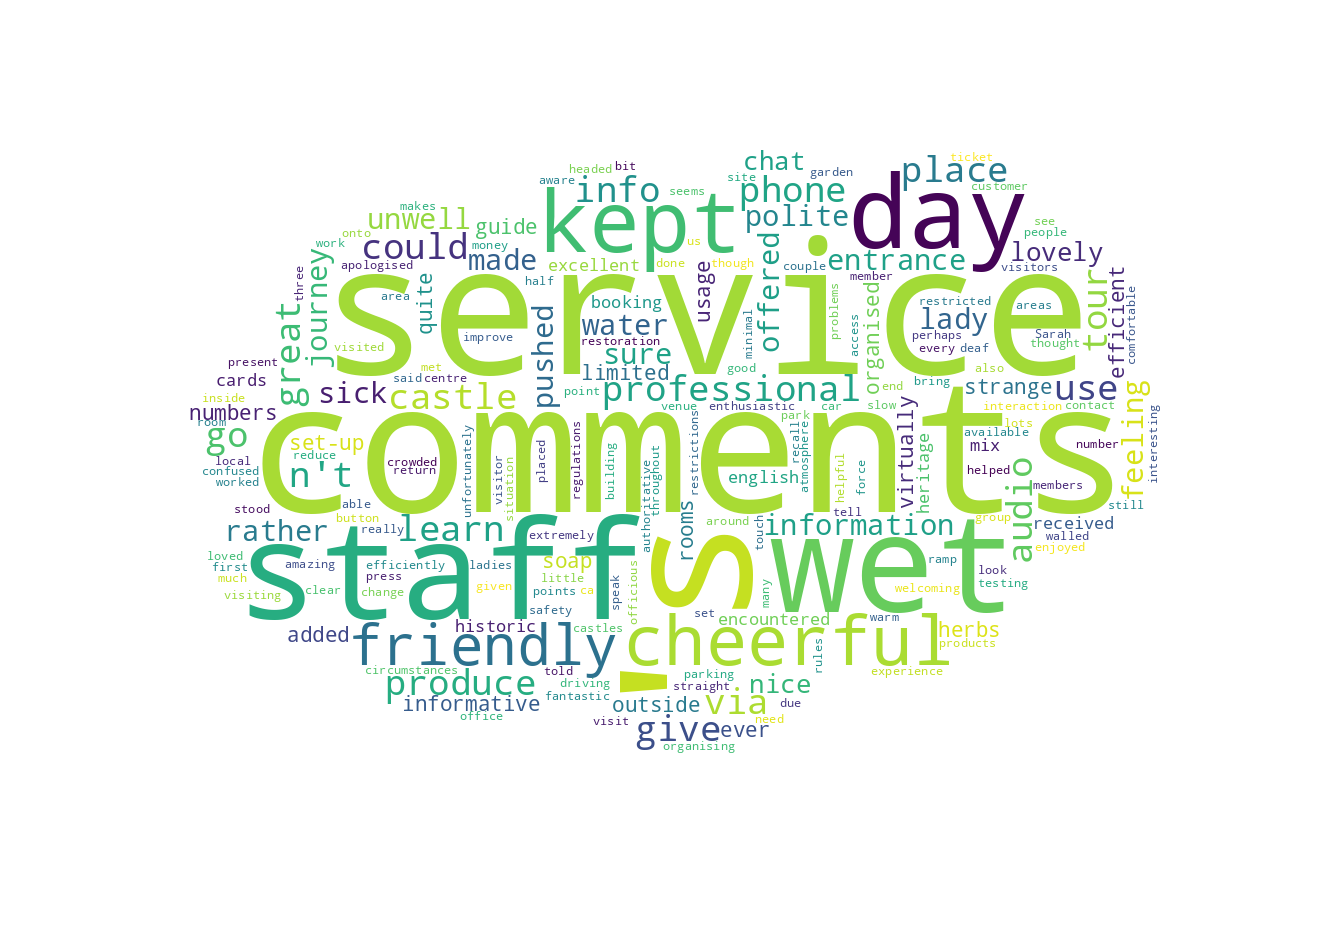 service
comments
staff
's
wet
day
kept
cheerful
friendly
professional
produce
castle
give
place
phone
info
could
use
great
go
n't
sick
tour
via
learn
sure
water
pushed
offered
lady
entrance
lovely
polite
chat
unwell
guide
made
journey
quite
excellent
booking
usage
organised
efficient
limited
strange
feeling
audio
information
rather
virtually
heritage
mix
english
rooms
received
herbs
nice
outside
ever
informative
added
historic
soap
encountered
set-up
numbers
cards
ticket
customer
garden
site
seems
bit
headed
aware
makes
onto
work
money
us
done
though
couple
member
visitors
see
people
apologised
three
area
half
improve
restoration
minimal
problems
access
restricted
perhaps
every
deaf
areas
Sarah
thought
comfortable
also
present
visited
met
said
centre
good
point
venue
enthusiastic
car
slow
end
bring
interaction
contact
inside
room
park
lots
available
number
interesting
local
confused
worked
reduce
crowded
return
unfortunately
visitor
situation
placed
regulations
building
authoritative
throughout
restrictions
recall
atmosphere
helpful
force
helped
members
still
stood
able
button
really
extremely
around
touch
tell
group
walled
enjoyed
loved
first
much
visiting
amazing
clear
efficiently
press
change
ladies
given
little
points
safety
speak
officious
set
many
ramp
look
testing
welcoming
warm
products
experience
rules
castles
circumstances
told
driving
fantastic
office
visit
parking
straight
due
need
organising